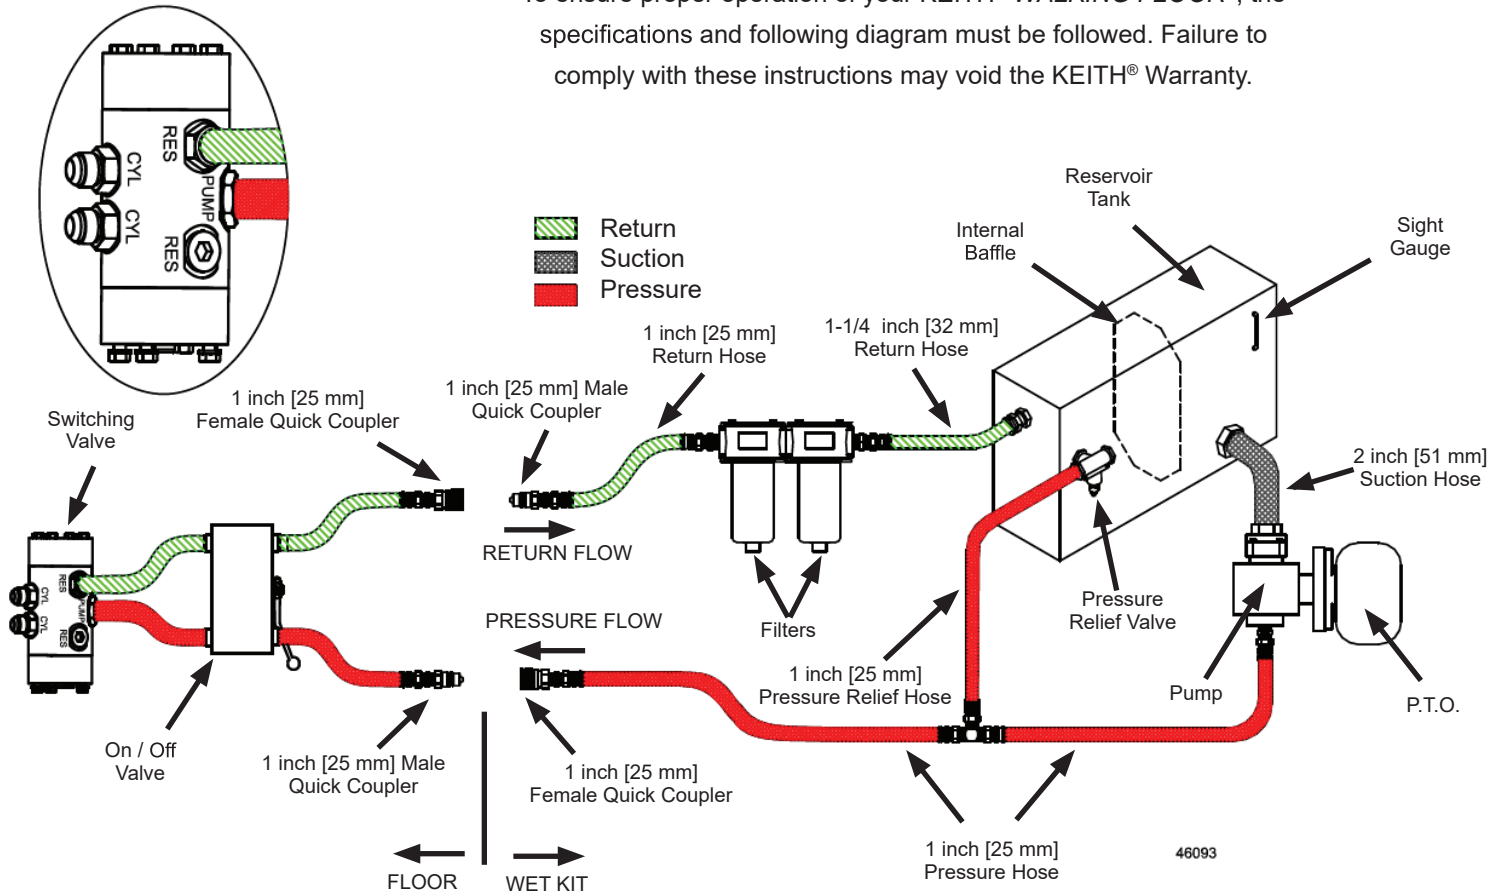 specifications and following diagram must be followed. Failure to
comply with these instructions may void the KEITH® Warranty.
RES
CYL
PUMP
CYL
RES
Return
Suction
Pressure
Reservoir
Tank
Internal
Baffle
Sight
Gauge
1 inch [25 mm]
Return Hose
1-1/4 inch [32 mm]
Return Hose
1 inch [25 mm]
Female Quick Coupler
1 inch [25 mm] Male
Quick Coupler
Switching
Valve
2 inch [51 mm]
Suction Hose
RETURN FLOW
RES
CYL
PUMP
CYL
RES
PRESSURE FLOW
Filters
Pressure
Relief Valve
1 inch [25 mm]
Pressure Relief Hose
Pump
P.T.O.
On / Off
Valve
1 inch [25 mm] Male
Quick Coupler
1 inch [25 mm]
Female Quick Coupler
1 inch [25 mm]
Pressure Hose
46093
FLOOR
WET KIT